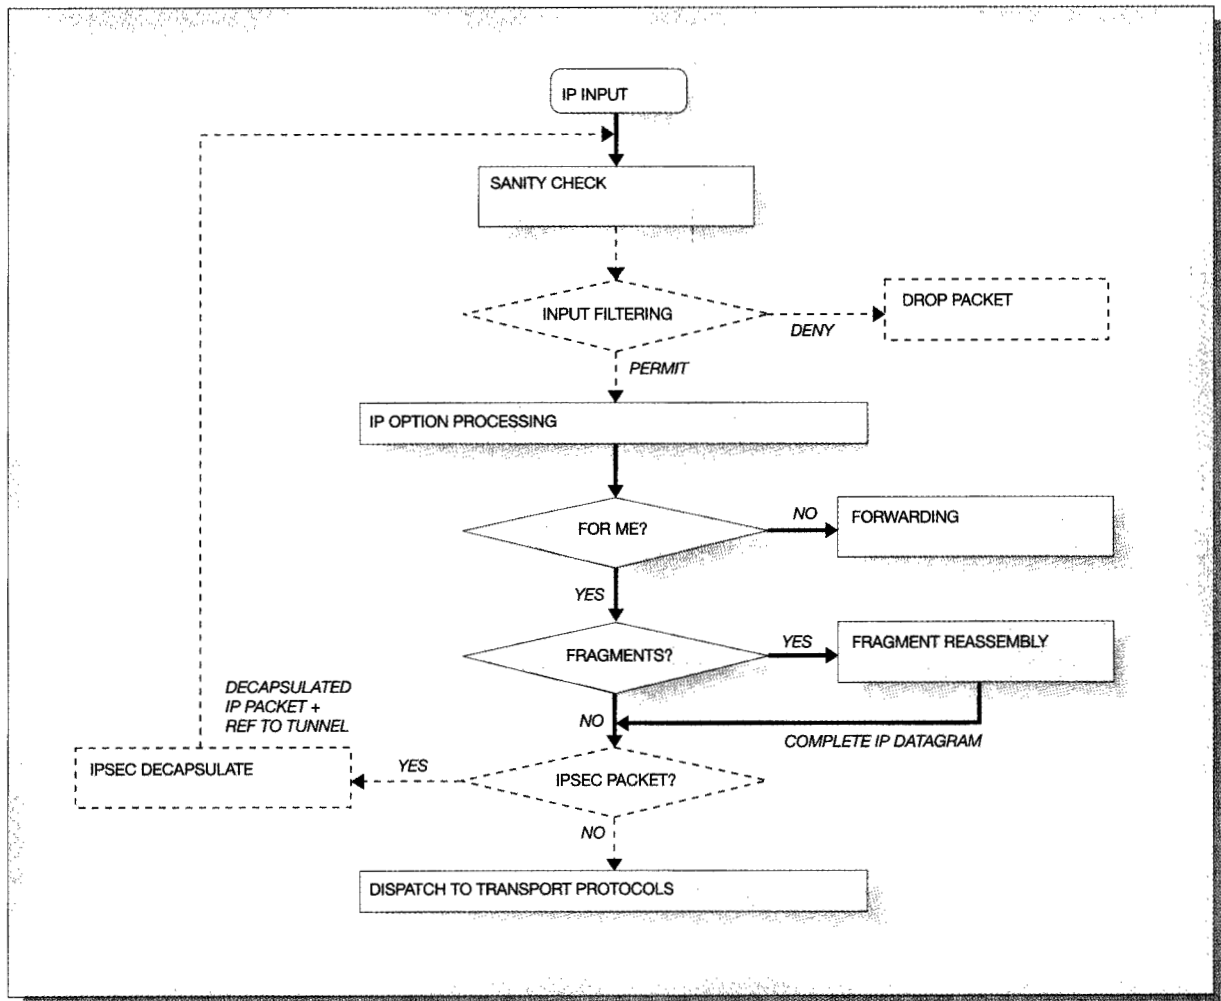 IP INPUT
SANITY CHECK
INPUT FILTERING
DROP PACKET
DENY
PERMIT
IP OPTION PROCESSING
FOR ME?
NO
FORWARDING
YES
FRAGMENTS?
YES
FRAGMENT REASSEMBLY
DECAPSULATED
IP PACKET +
REF TO TUNNEL
NO
COMPLETE IP DATAGRAM
IPSEC DECAPSULATE
YES
IPSEC PACKET?
NO
DISPATCH TO TRANSPORT PROTOCOLS